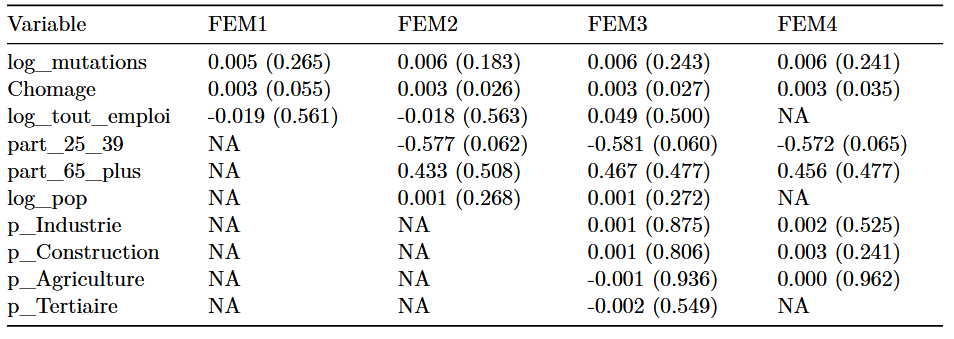 Variable FEM1 FEM2 FEM3 FEM4
log_mutations 0.005 (0.265) 0.006 (0.183) 0.006 (0.243) 0.006 (0.241)
Chomage 0.003 (0.055) 0.003 (0.026) 0.003 (0.027) 0.003 (0.035)
log_tout_emploi -0.019 (0.561) -0.018 (0.563) 0.049 (0.500) NA
part_25_39 NA -0.577 (0.062) -0.581 (0.060) -0.572 (0.065)
part_65_plus NA 0.433 (0.508) 0.467 (0.477) 0.456 (0.477)
log_pop NA 0.001 (0.268) 0.001 (0.272) NA
p_Industrie NA NA 0.001 (0.875) 0.002 (0.525)
p_Construction NA NA 0.001 (0.806) 0.003 (0.241)
p_Agriculture NA NA -0.001 (0.936) 0.000 (0.962)
p_Tertiaire NA NA -0.002 (0.549) NA